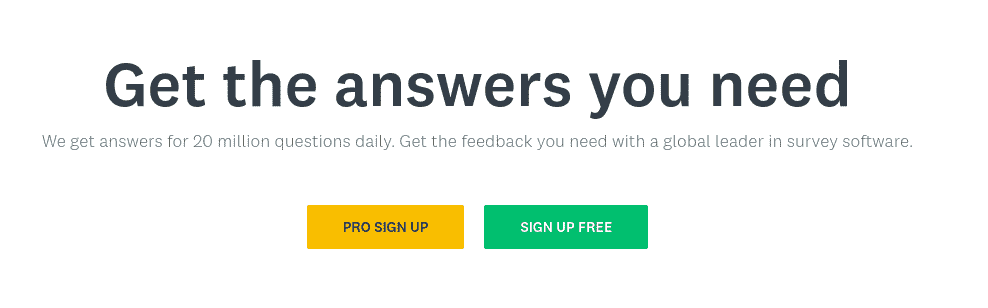 Get the answers you need
We get answers for 20 million questions daily. Get the feedback you need with a global leader in survey software.
PRO SIGN UP
SIGN UP FREE